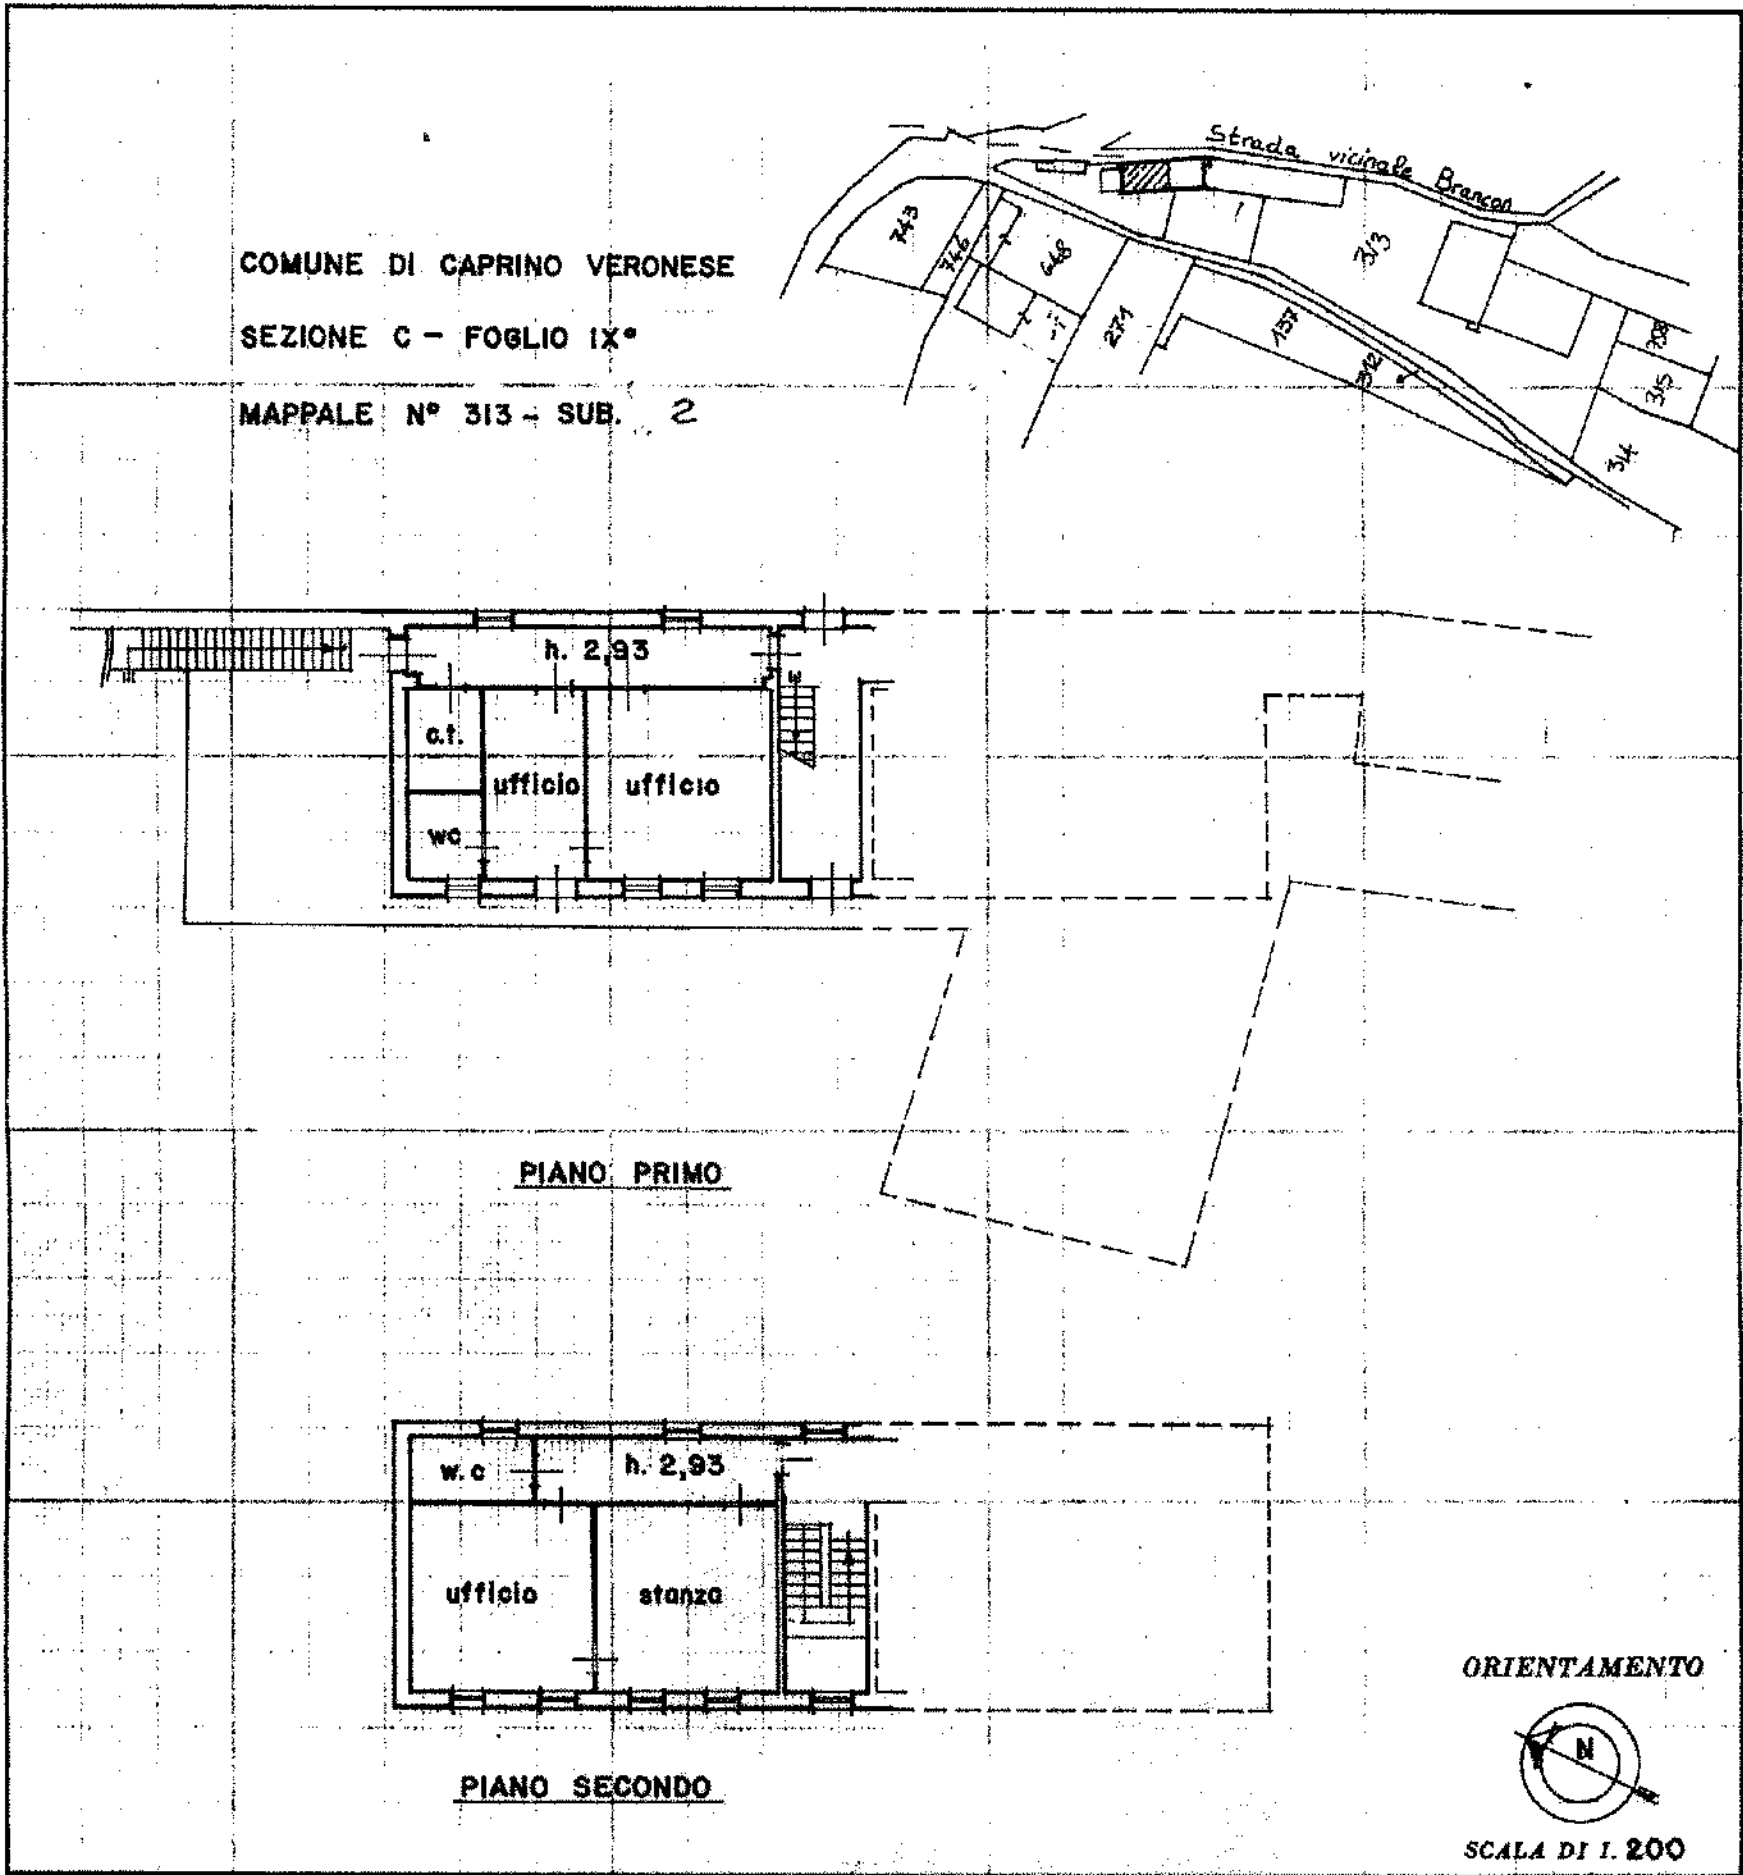 Strada vicinale Brancon
COMUNE DI CAPRINO VERONESE
SEZIONE C - FOGLIO IX°
MAPPALE N° 313 - SUB. 2
743
746
648
271
137
312
313
315
314
h. 2,93
c.t.
ufficio
ufficio
wc
PIANO PRIMO
w.c
h. 2,93
ufficio
stanza
PIANO SECONDO
ORIENTAMENTO
N
SCALA DI 1. 200